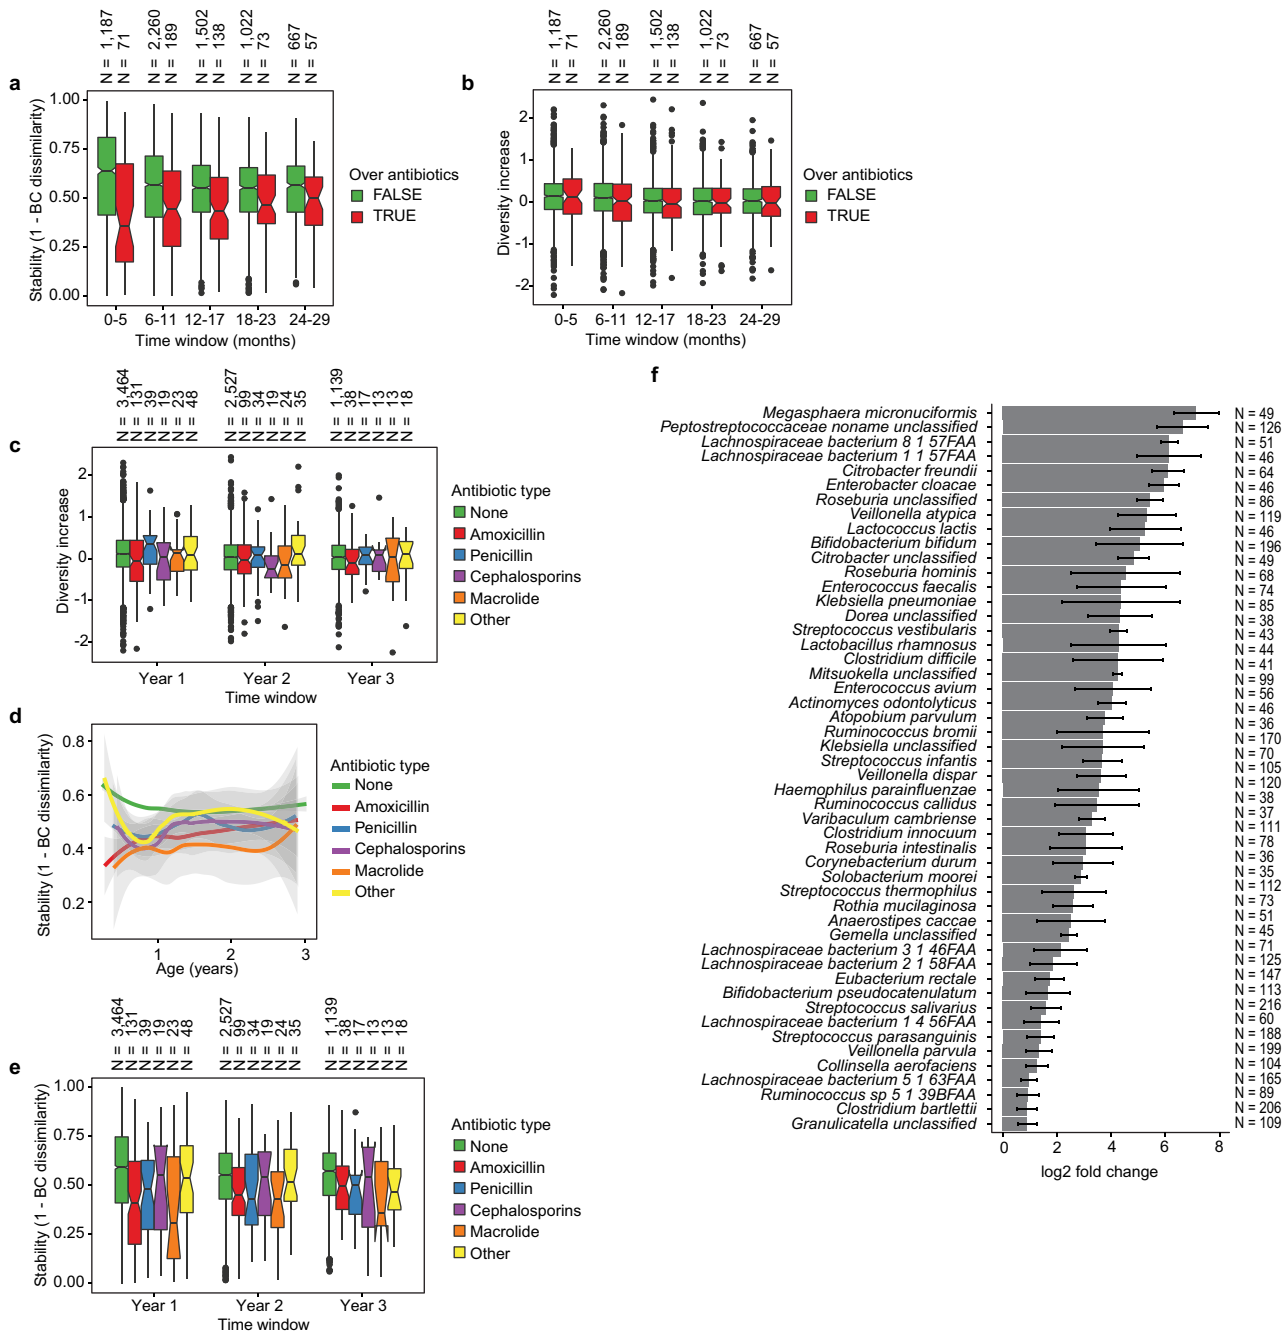 a
N = 1,187
N = 71
N = 2,260
N = 189
N = 1,502
N = 138
N = 1,022
N = 73
N = 667
N = 57
Stability (1 - BC dissimilarity)
1.00
0.75
0.50
0.25
0.00
0-5
6-11
12-17
18-23
24-29
Time window (months)
Over antibiotics
FALSE
TRUE
b
N = 1,187
N = 71
N = 2,260
N = 189
N = 1,502
N = 138
N = 1,022
N = 73
N = 667
N = 57
Diversity increase
2
1
0
-1
-2
0-5
6-11
12-17
18-23
24-29
Time window (months)
Over antibiotics
FALSE
TRUE
c
N = 3,464
N = 131
N = 39
N = 19
N = 23
N = 48
N = 2,527
N = 99
N = 34
N = 19
N = 24
N = 35
N = 1,139
N = 38
N = 17
N = 13
N = 13
N = 18
Diversity increase
2
1
0
-1
-2
Year 1
Year 2
Year 3
Time window
Antibiotic type
None
Amoxicillin
Penicillin
Cephalosporins
Macrolide
Other
d
Stability (1 - BC dissimilarity)
0.8
0.6
0.4
0.2
1
2
3
Age (years)
Antibiotic type
None
Amoxicillin
Penicillin
Cephalosporins
Macrolide
Other
e
N = 3,464
N = 131
N = 39
N = 19
N = 23
N = 48
N = 2,527
N = 99
N = 34
N = 19
N = 24
N = 35
N = 1,139
N = 38
N = 17
N = 13
N = 13
N = 18
Stability (1 - BC dissimilarity)
1.00
0.75
0.50
0.25
0.00
Year 1
Year 2
Year 3
Time window
Antibiotic type
None
Amoxicillin
Penicillin
Cephalosporins
Macrolide
Other
f
Megasphaera micronuciformis N = 49
Peptostreptococcaceae noname unclassified N = 126
Lachnospiraceae bacterium 8 1 57FAA N = 51
Lachnospiraceae bacterium 1 1 57FAA N = 46
Citrobacter freundii N = 64
Enterobacter cloacae N = 46
Roseburia unclassified N = 86
Veillonella atypica N = 119
Lactococcus lactis N = 46
Bifidobacterium bifidum N = 196
Citrobacter unclassified N = 49
Roseburia hominis N = 68
Enterococcus faecalis N = 74
Klebsiella pneumoniae N = 85
Dorea unclassified N = 38
Streptococcus vestibularis N = 43
Lactobacillus rhamnosus N = 44
Clostridium difficile N = 41
Mitsuokella unclassified N = 99
Enterococcus avium N = 56
Actinomyces odontolyticus N = 46
Atopobium parvulum N = 36
Ruminococcus bromii N = 170
Klebsiella unclassified N = 70
Streptococcus infantis N = 105
Veillonella dispar N = 120
Haemophilus parainfluenzae N = 38
Ruminococcus callidus N = 37
Varibaculum cambriense N = 111
Clostridium innocuum N = 78
Roseburia intestinalis N = 36
Corynebacterium durum N = 35
Solobacterium moorei N = 112
Streptococcus thermophilus N = 73
Rothia mucilaginosa N = 51
Anaerostipes caccae N = 45
Gemella unclassified N = 71
Lachnospiraceae bacterium 3 1 46FAA N = 125
Lachnospiraceae bacterium 2 1 58FAA N = 147
Eubacterium rectale N = 113
Bifidobacterium pseudocatenulatum N = 216
Streptococcus salivarius N = 60
Lachnospiraceae bacterium 1 4 56FAA N = 188
Streptococcus parasanguinis N = 199
Veillonella parvula N = 104
Collinsella aerofaciens N = 165
Lachnospiraceae bacterium 5 1 63FAA N = 89
Ruminococcus sp 5 1 39BFAA N = 206
Clostridium bartlettii N = 109
Granulicatella unclassified
0
2
4
6
8
log2 fold change